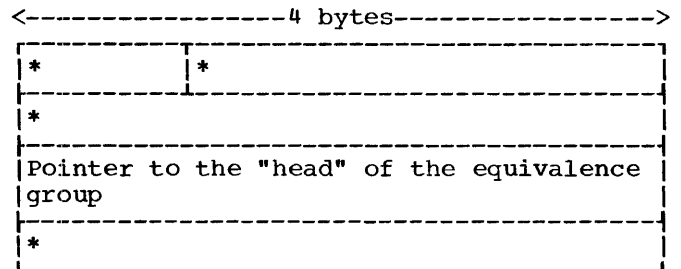 <-----------------4 bytes----------------->
* *
*
Pointer to the "head" of the equivalence
group
*